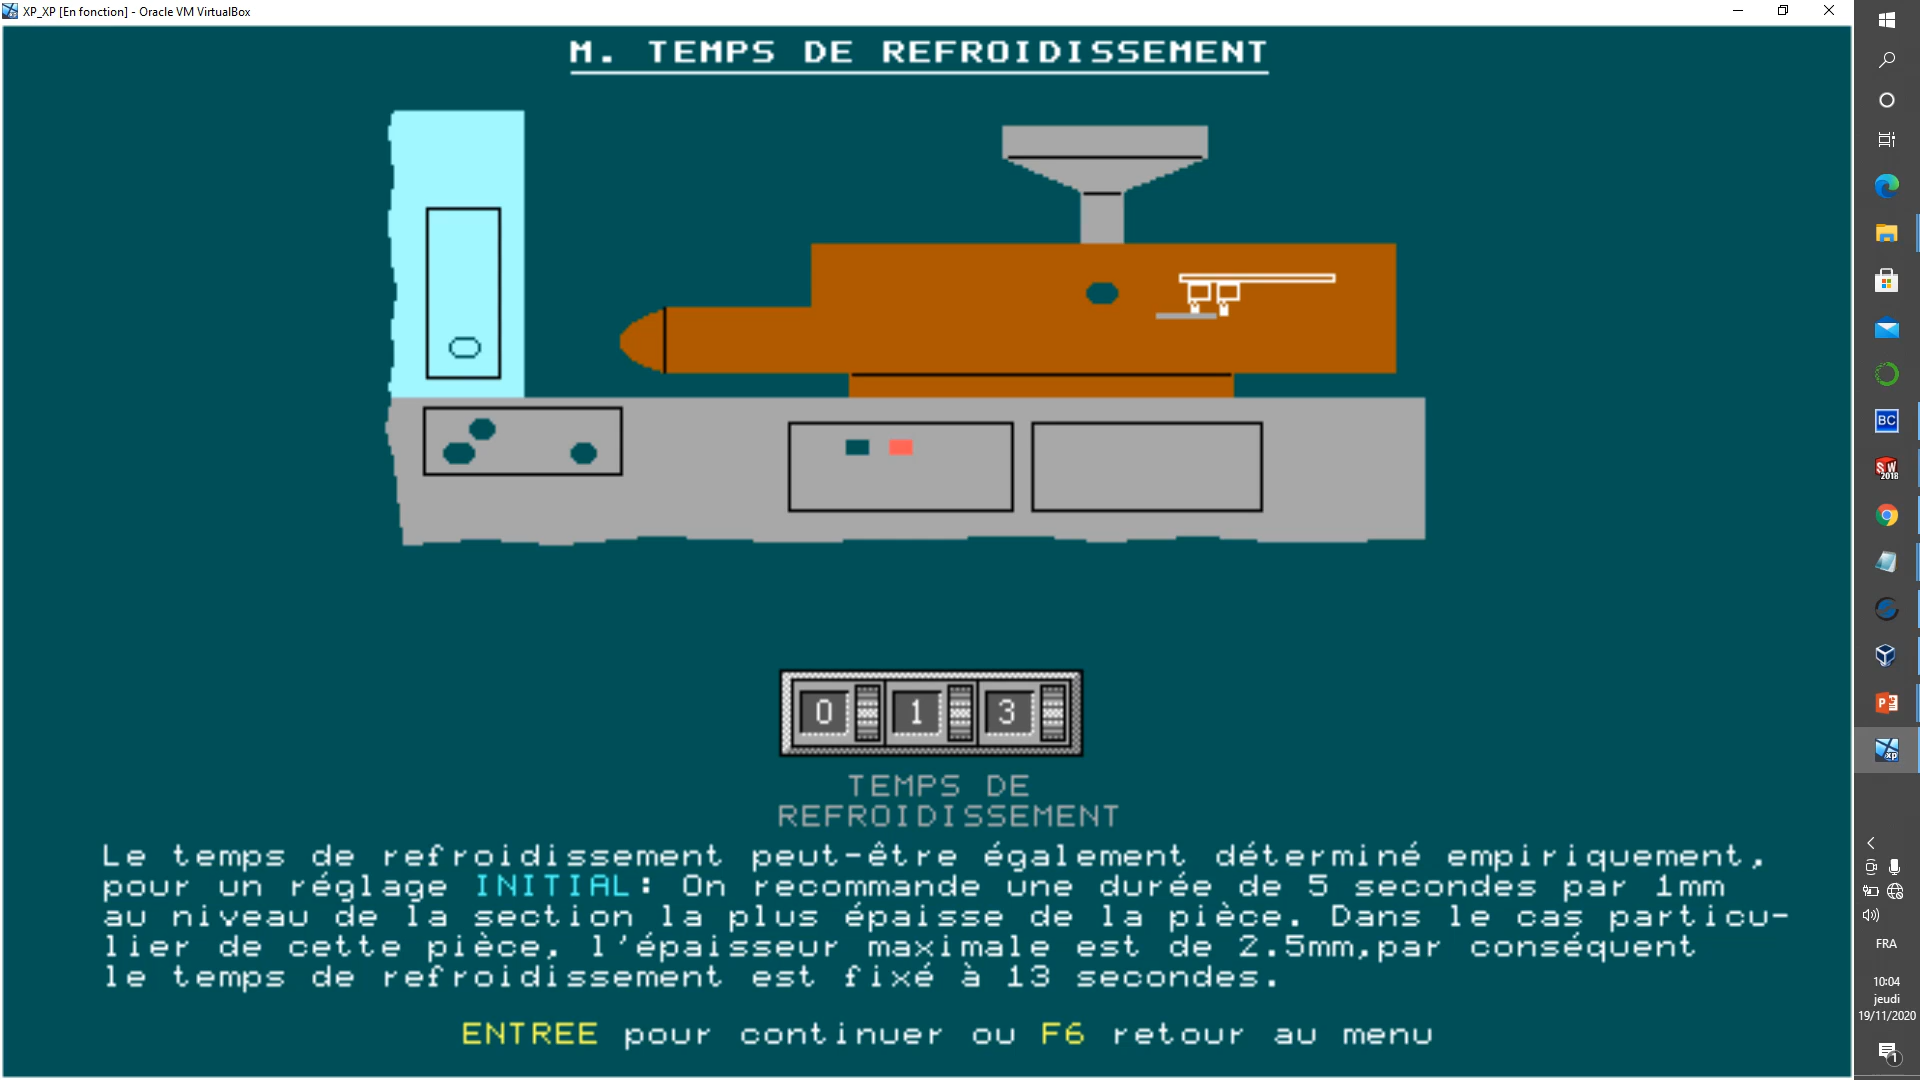 XP_XP [En fonction] - Oracle VM VirtualBox
M. TEMPS DE REFROIDISSEMENT
0 1 3
TEMPS DE
REFROIDISSEMENT
Le temps de refroidissement peut-être également déterminé empiriquement,
pour un réglage INITIAL: On recommande une durée de 5 secondes par 1mm
au niveau de la section la plus épaisse de la pièce. Dans le cas particu-
lier de cette pièce, l'épaisseur maximale est de 2.5mm,par conséquent
le temps de refroidissement est fixé à 13 secondes.
ENTREE pour continuer ou F6 retour au menu
BC
SW
2018
P
xp
FRA
10:04
jeudi
19/11/2020
1